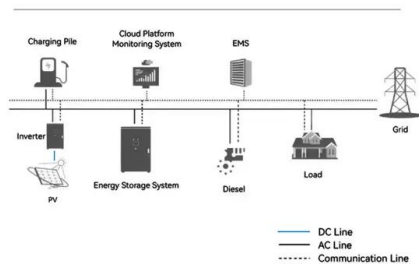 Charging Pile
Cloud Platform
Monitoring System
EMS
Grid
Inverter
PV
Energy Storage System
Diesel
Load
DC Line
AC Line
Communication Line